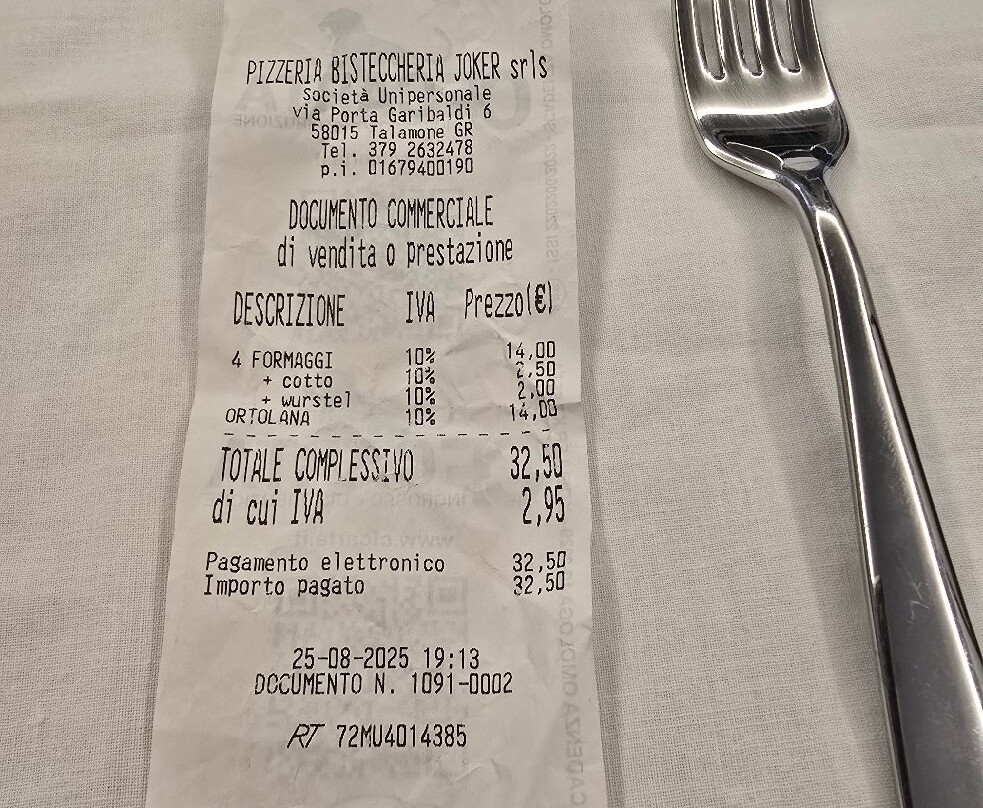 PIZZERIA BISTECCHERIA JOKER srls
Società Unipersonale
Via Porta Garibaldi 6
58015 Talamone GR
Tel. 379 2632478
p.i. 01679400190
DOCUMENTO COMMERCIALE
di vendita o prestazione
DESCRIZIONE IVA Prezzo(€)
4 FORMAGGI 10% 14,00
+ cotto 10% 2,50
+ wurstel 10% 2,00
ORTOLANA 10% 14,00
TOTALE COMPLESSIVO 32,50
di cui IVA 2,95
Pagamento elettronico 32,50
Importo pagato 32,50
25-08-2025 19:13
DOCUMENTO N. 1091-0002
RT 72MU4014385